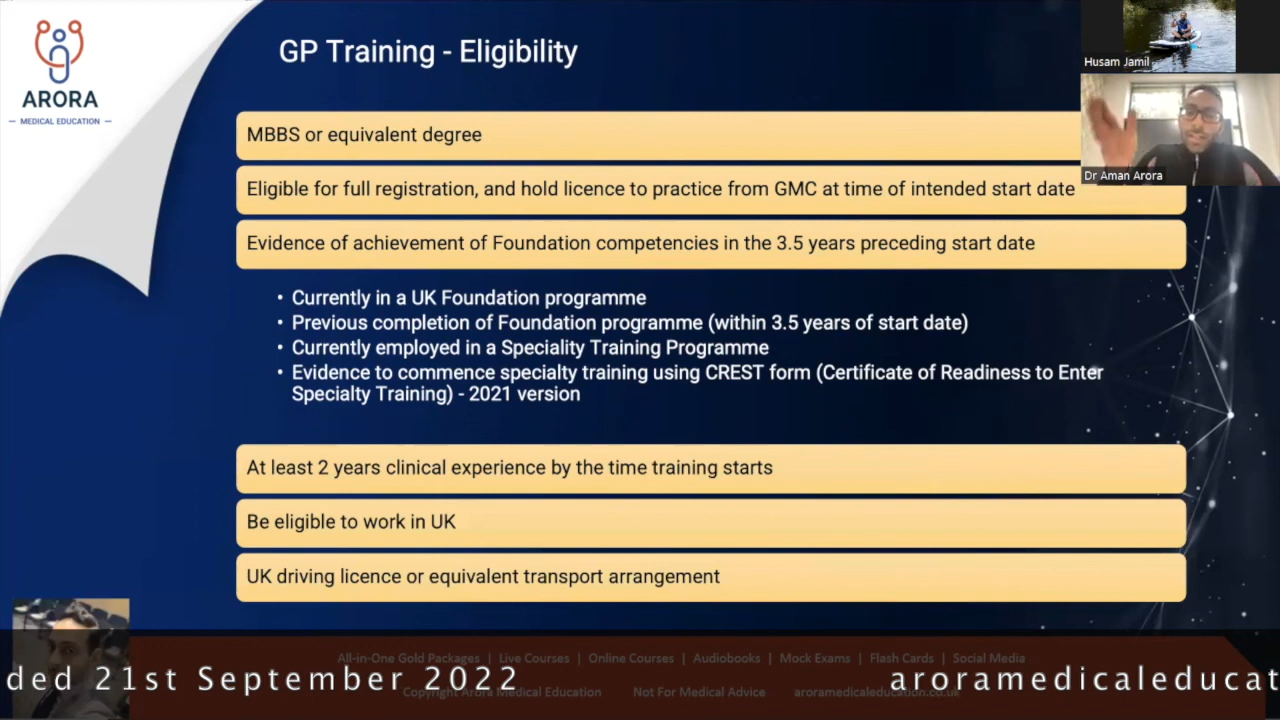 ARORA
MEDICAL EDUCATION
GP Training - Eligibility
Husam Jamil
Dr Aman Arora
MBBS or equivalent degree
Eligible for full registration, and hold licence to practice from GMC at time of intended start date
Evidence of achievement of Foundation competencies in the 3.5 years preceding start date
• Currently in a UK Foundation programme
• Previous completion of Foundation programme (within 3.5 years of start date)
• Currently employed in a Speciality Training Programme
• Evidence to commence specialty training using CREST form (Certificate of Readiness to Enter
Specialty Training) - 2021 version
At least 2 years clinical experience by the time training starts
Be eligible to work in UK
UK driving licence or equivalent transport arrangement
All-in-One Gold Packages | Live Courses | Online Courses | Audiobooks | Mock Exams | Flash Cards | Social Media
ded 21st September 2022 aroramedicaleducat
Copyright Arora Medical Education Not For Medical Advice aroramedicaleducation.co.uk